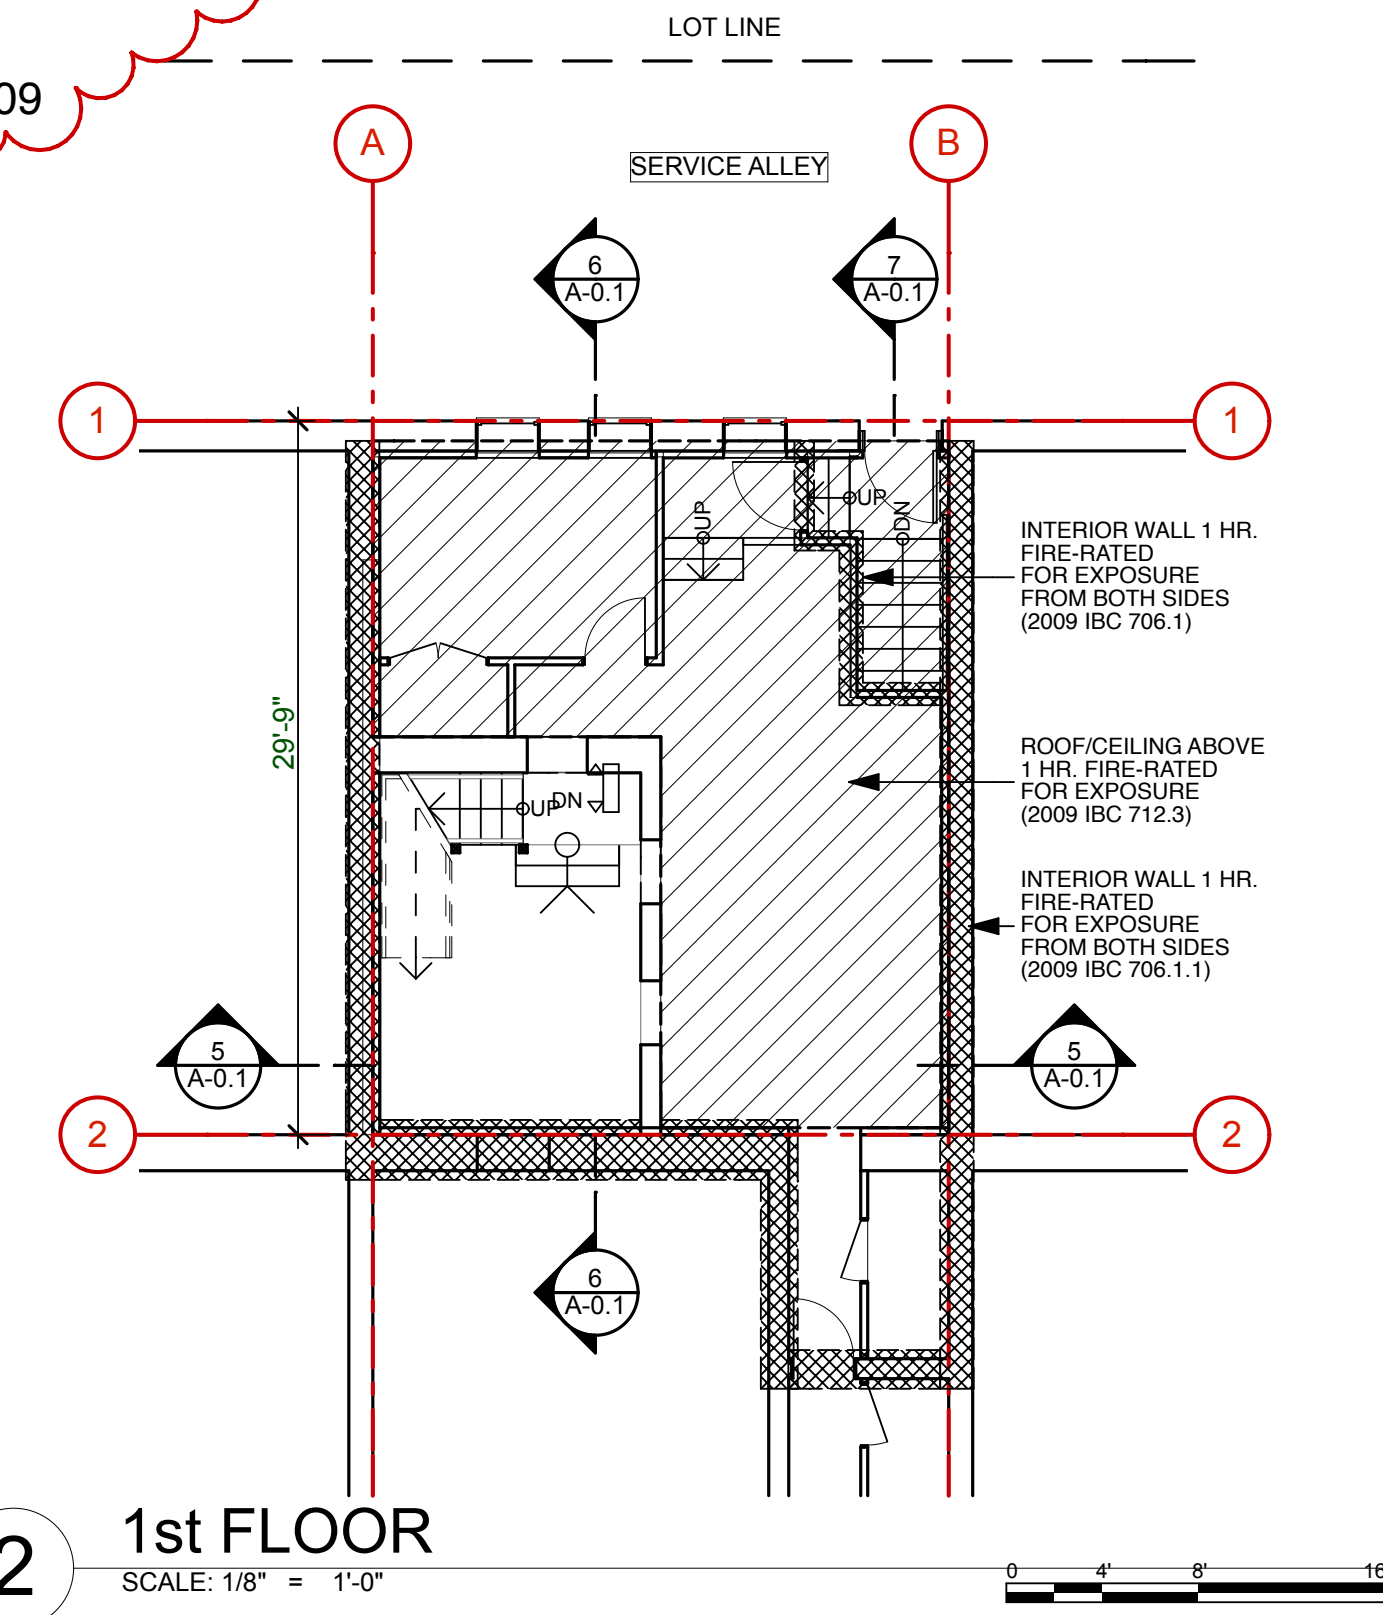 LOT LINE
09
A
B
SERVICE ALLEY
6
A-0.1
7
A-0.1
1
1
UP
UP
DN
INTERIOR WALL 1 HR.
FIRE-RATED
FOR EXPOSURE
FROM BOTH SIDES
(2009 IBC 706.1)
29'-9"
ROOF/CEILING ABOVE
1 HR. FIRE-RATED
FOR EXPOSURE
(2009 IBC 712.3)
UP
DN
INTERIOR WALL 1 HR.
FIRE-RATED
FOR EXPOSURE
FROM BOTH SIDES
(2009 IBC 706.1.1)
5
A-0.1
5
A-0.1
2
2
6
A-0.1
2
1st FLOOR
SCALE: 1/8" = 1'-0"
0 4' 8' 16